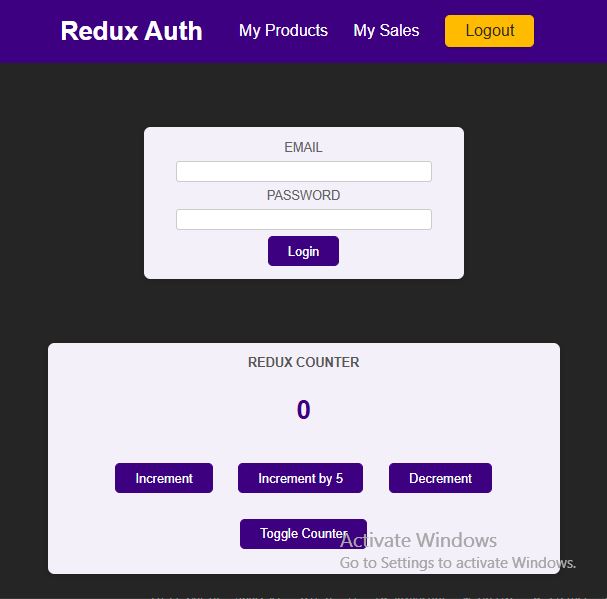 Redux Auth My Products My Sales Logout
EMAIL
PASSWORD
Login
REDUX COUNTER
0
Increment Increment by 5 Decrement
Toggle Counter
Activate Windows
Go to Settings to activate Windows.